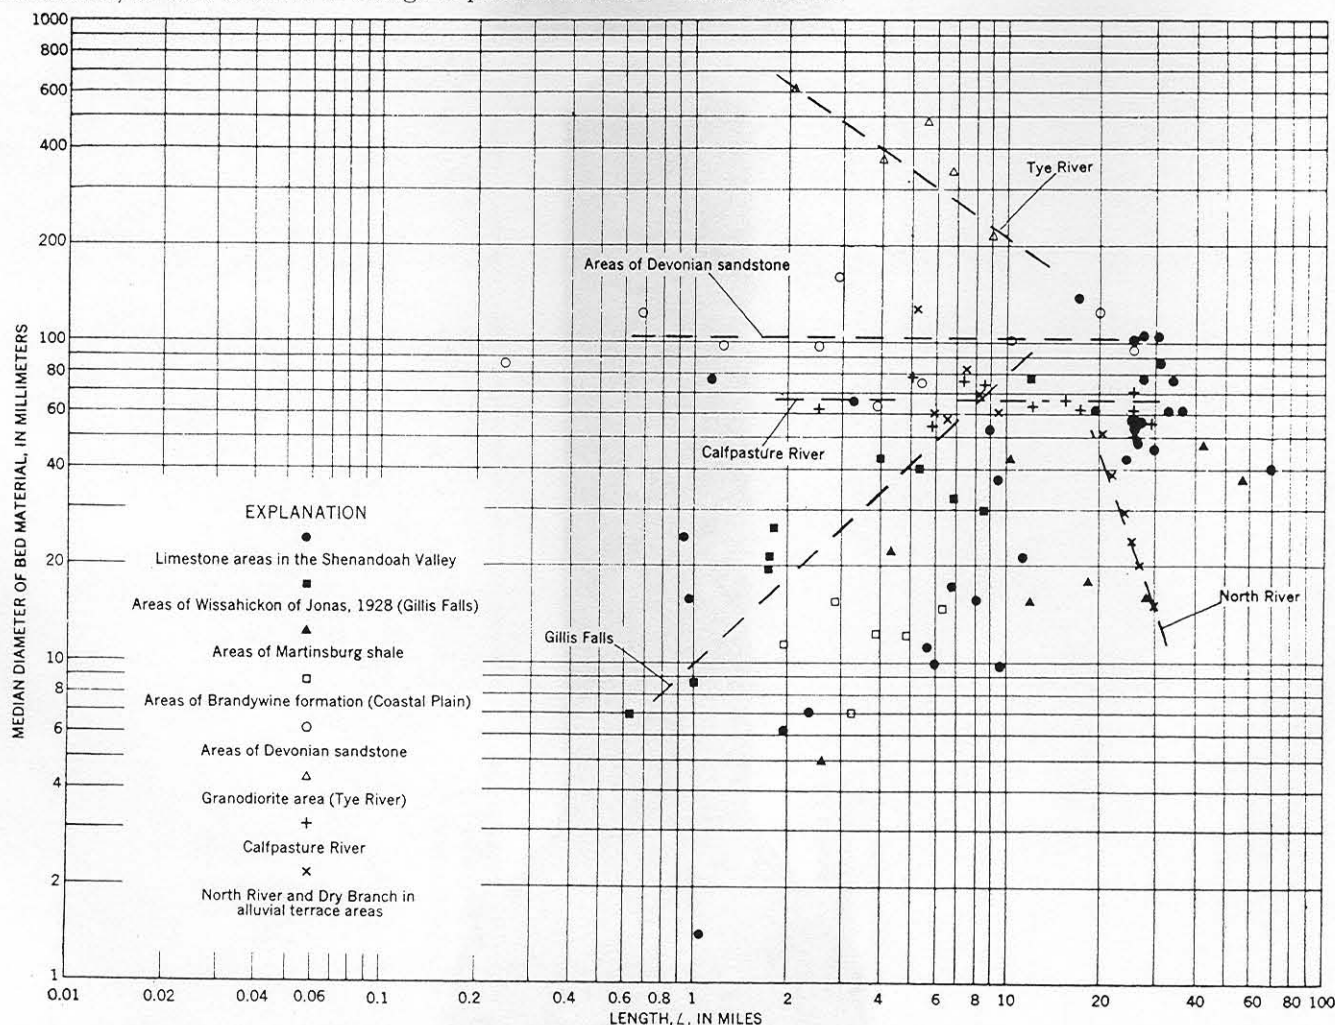 1000
800
600
400
200
100
80
60
40
20
10
8
6
4
2
1
MEDIAN DIAMETER OF BED MATERIAL, IN MILLIMETERS
Tye River
Areas of Devonian sandstone
Calfpasture River
Gillis Falls
North River
EXPLANATION
Limestone areas in the Shenandoah Valley
Areas of Wissahickon of Jonas, 1928 (Gillis Falls)
Areas of Martinsburg shale
Areas of Brandywine formation (Coastal Plain)
Areas of Devonian sandstone
Granodiorite area (Tye River)
Calfpasture River
North River and Dry Branch in
alluvial terrace areas
0.01 0.02 0.04 0.06 0.1 0.2 0.4 0.6 0.8 1 2 4 6 8 10 20 40 60 80 100
LENGTH, L, IN MILES